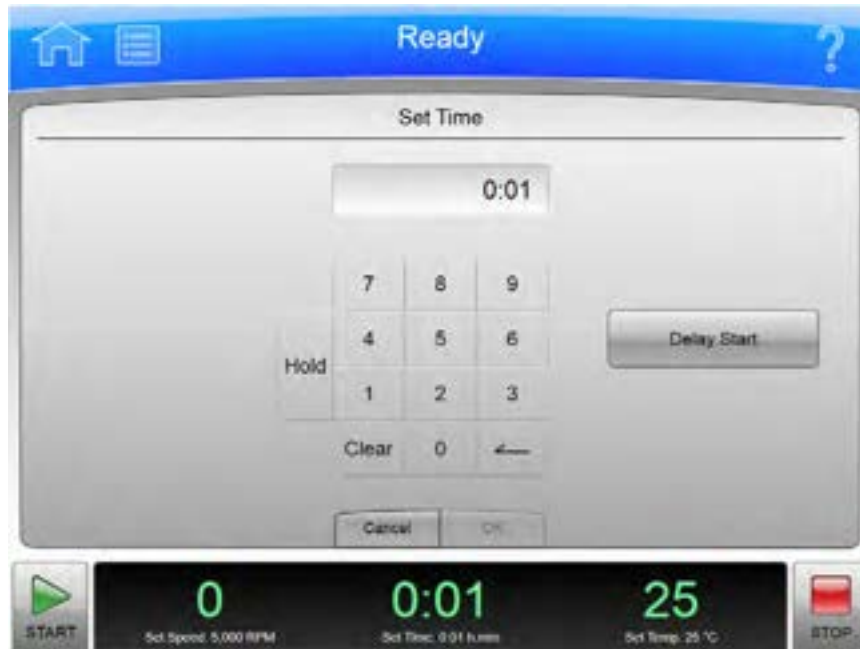 Ready
?
Set Time
0:01
7 8 9
4 5 6
Hold
1 2 3
Clear 0
Delay Start
Cancel OK
0 0:01 25
START Set Speed: 5,000 RPM Set Time: 0:01 h:mm Set Temp: 25 °C STOP